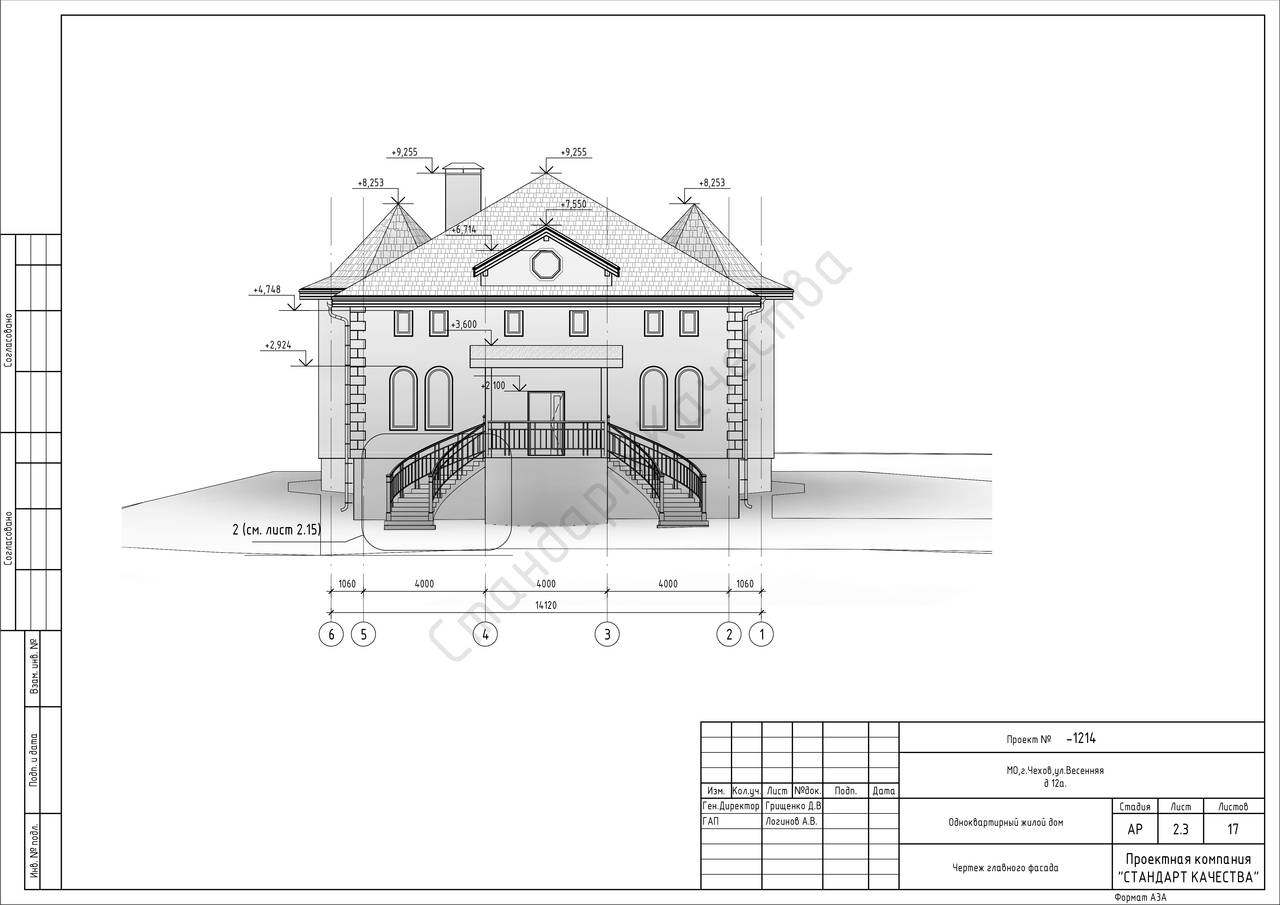 +9,255
+9,255
+8,253
+8,253
+7,550
+6,714
+4,748
+3,600
+2,924
+2,100
Стандарт Качества
2 (см. лист 2.15)
1060
4000
4000
4000
1060
14120
6
5
4
3
2
1
Согласовано
Согласовано
Взам. инв. №
Подп. и дата
Инв. № подл.
Проект № -1214
МО,г.Чехов,ул.Весенняя
д 12а.
Изм. Кол.уч. Лист №док. Подп. Дата
Ген.Директор Грищенко Д.В
ГАП Логинов А.В.
Одноквартирный жилой дом
Стадия Лист Листов
АР 2.3 17
Чертеж главного фасада
Проектная компания
"СТАНДАРТ КАЧЕСТВА"
Формат А3А